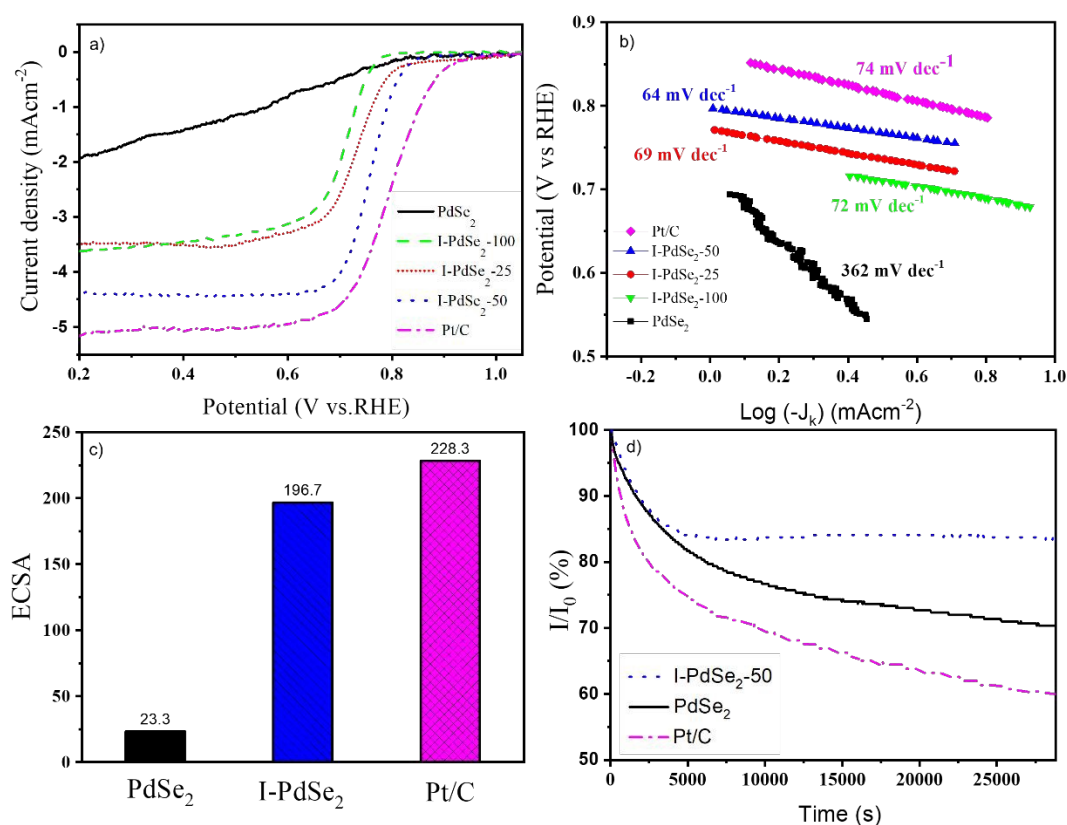 a)
0
-1
-2
-3
-4
-5
Current density (mAcm⁻²)
PdSe₂
I-PdSe₂-100
I-PdSe₂-25
I-PdSe₂-50
Pt/C
0.2 0.4 0.6 0.8 1.0
Potential (V vs.RHE)
b)
0.9
0.8
0.7
0.6
0.5
Potential (V vs RHE)
74 mV dec⁻¹
64 mV dec⁻¹
69 mV dec⁻¹
72 mV dec⁻¹
362 mV dec⁻¹
Pt/C
I-PdSe₂-50
I-PdSe₂-25
I-PdSe₂-100
PdSe₂
-0.2 0.0 0.2 0.4 0.6 0.8 1.0
Log (-Jₖ) (mAcm⁻²)
c)
250
200
150
100
50
0
ECSA
23.3
196.7
228.3
PdSe₂ I-PdSe₂ Pt/C
d)
100
90
80
70
60
50
I/I₀ (%)
I-PdSe₂-50
PdSe₂
Pt/C
0 5000 10000 15000 20000 25000
Time (s)